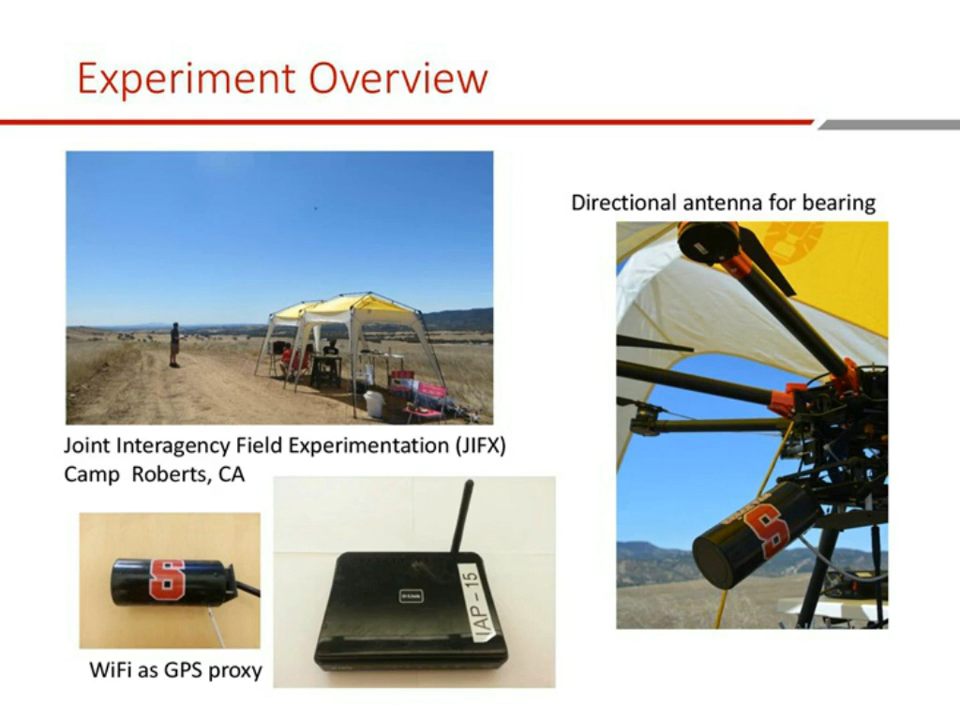 Experiment Overview
Directional antenna for bearing
Joint Interagency Field Experimentation (JIFX)
Camp Roberts, CA
S
S
D-Link
IAP - 15
WiFi as GPS proxy